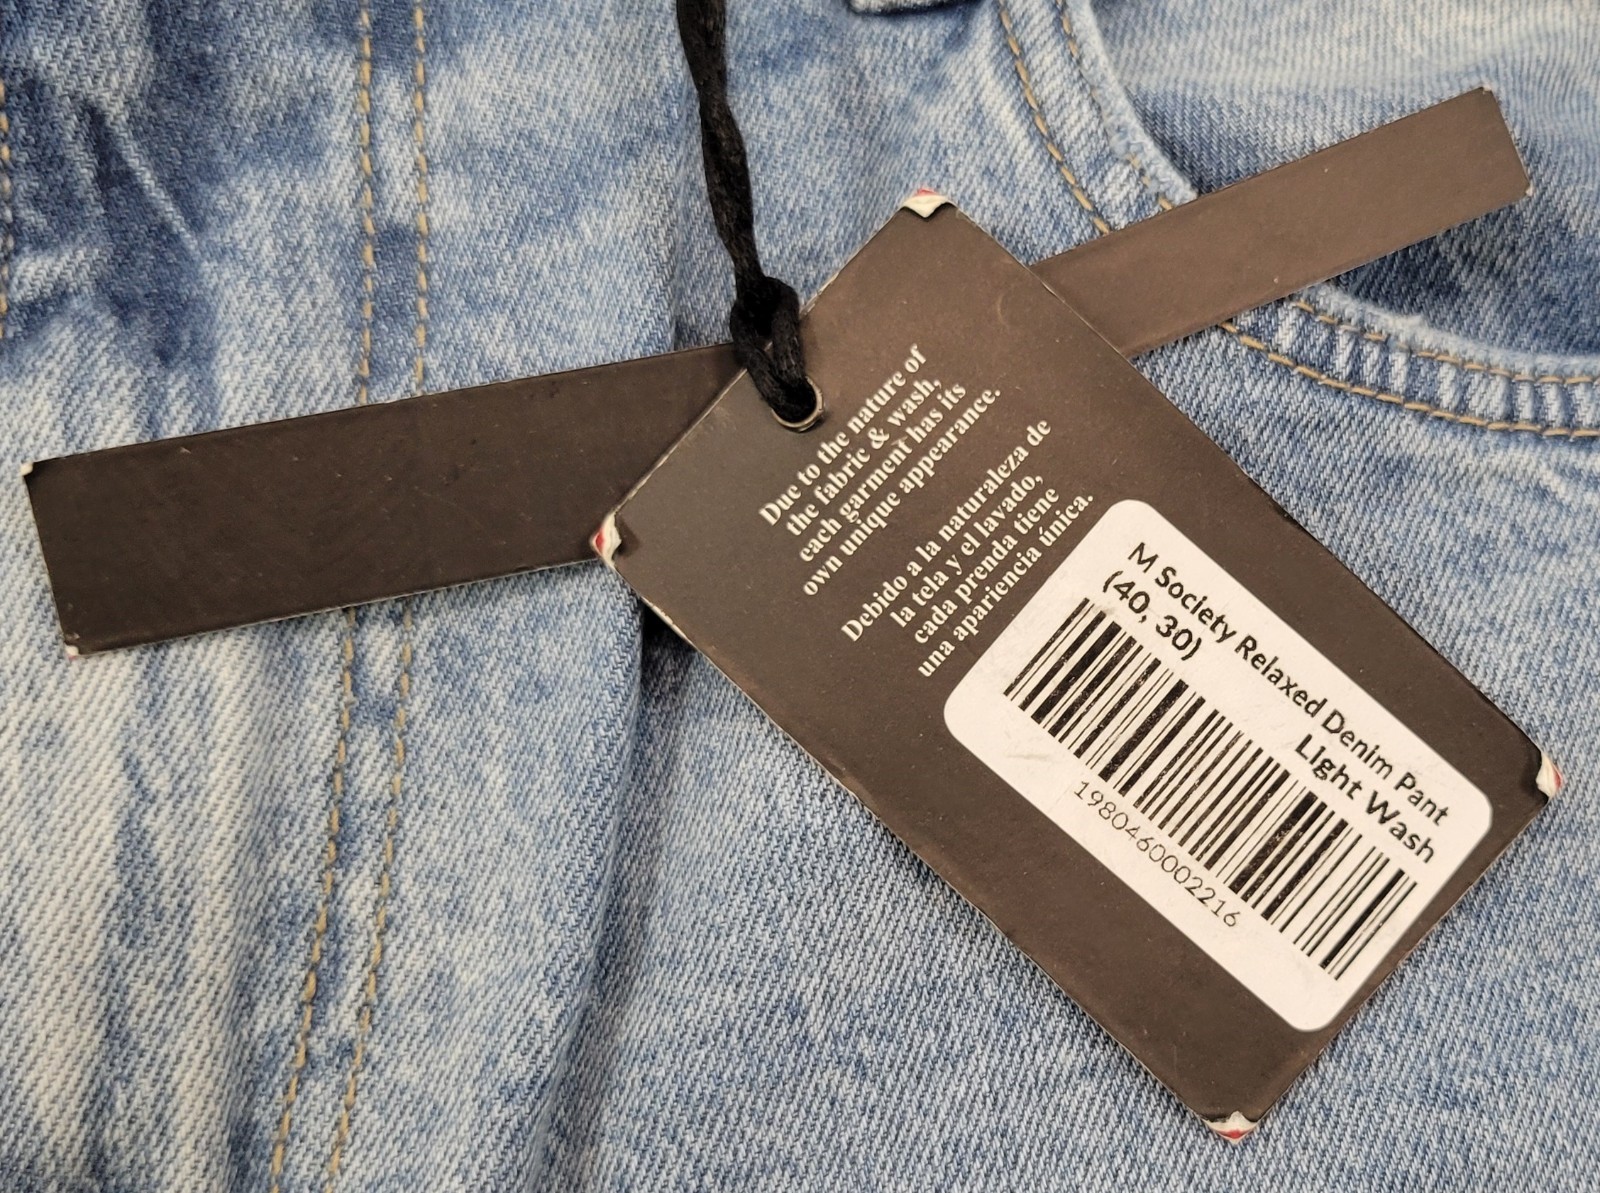 Due to the nature of
the fabric & wash,
each garment has its
own unique appearance.
Debido a la naturaleza de
la tela y el lavado,
cada prenda tiene
una apariencia única.
M Society Relaxed Denim Pant
(40, 30)
Light Wash
1980460002216